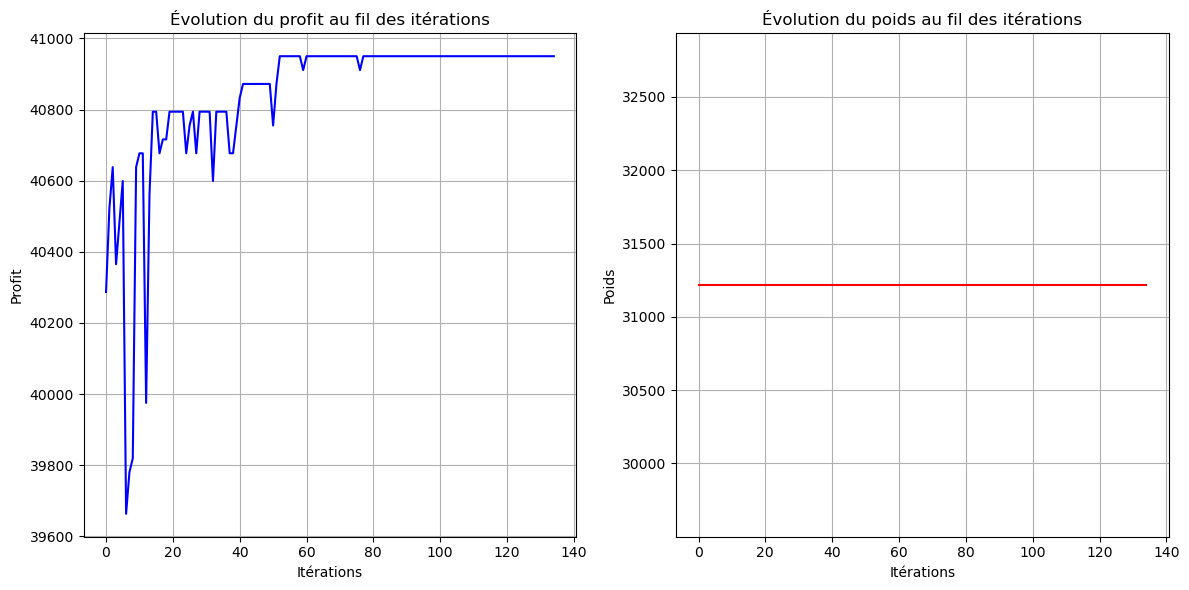 Évolution du profit au fil des itérations
41000
40800
40600
40400
40200
40000
39800
39600
Profit
0 20 40 60 80 100 120 140
Itérations
Évolution du poids au fil des itérations
32500
32000
31500
31000
30500
30000
Poids
0 20 40 60 80 100 120 140
Itérations